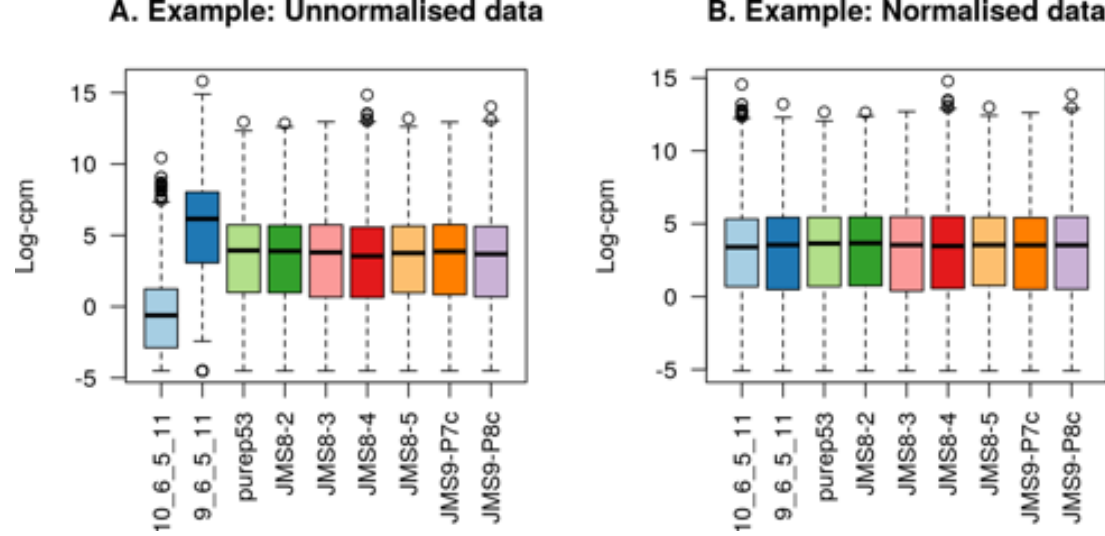 A. Example: Unnormalised data
Log-cpm
15
10
5
0
-5
10_6_5_11
9_6_5_11
purep53
JMS8-2
JMS8-3
JMS8-4
JMS8-5
JMS9-P7c
JMS9-P8c
B. Example: Normalised data
Log-cpm
15
10
5
0
-5
10_6_5_11
9_6_5_11
purep53
JMS8-2
JMS8-3
JMS8-4
JMS8-5
JMS9-P7c
JMS9-P8c